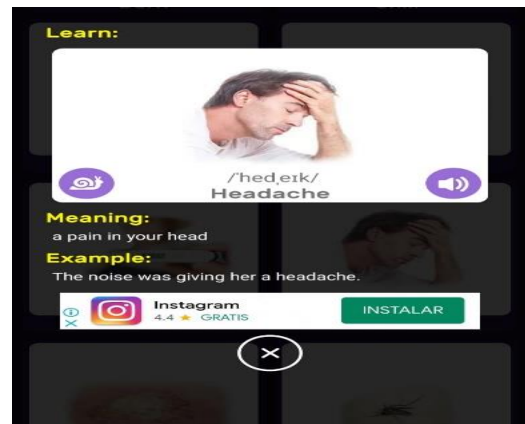 Learn:
/ˈhedˌeɪk/
Headache
Meaning:
a pain in your head
Example:
The noise was giving her a headache.
Instagram
4.4 ★ GRATIS
INSTALAR